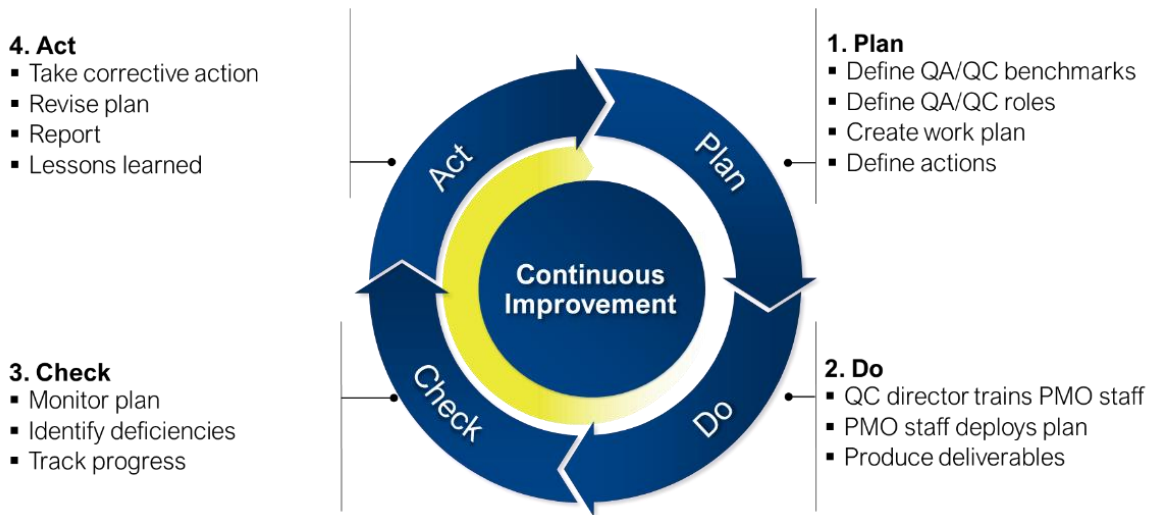 4. Act
▪ Take corrective action
▪ Revise plan
▪ Report
▪ Lessons learned
1. Plan
▪ Define QA/QC benchmarks
▪ Define QA/QC roles
▪ Create work plan
▪ Define actions
Act
Plan
Continuous
Improvement
Check
Do
3. Check
▪ Monitor plan
▪ Identify deficiencies
▪ Track progress
2. Do
▪ QC director trains PMO staff
▪ PMO staff deploys plan
▪ Produce deliverables